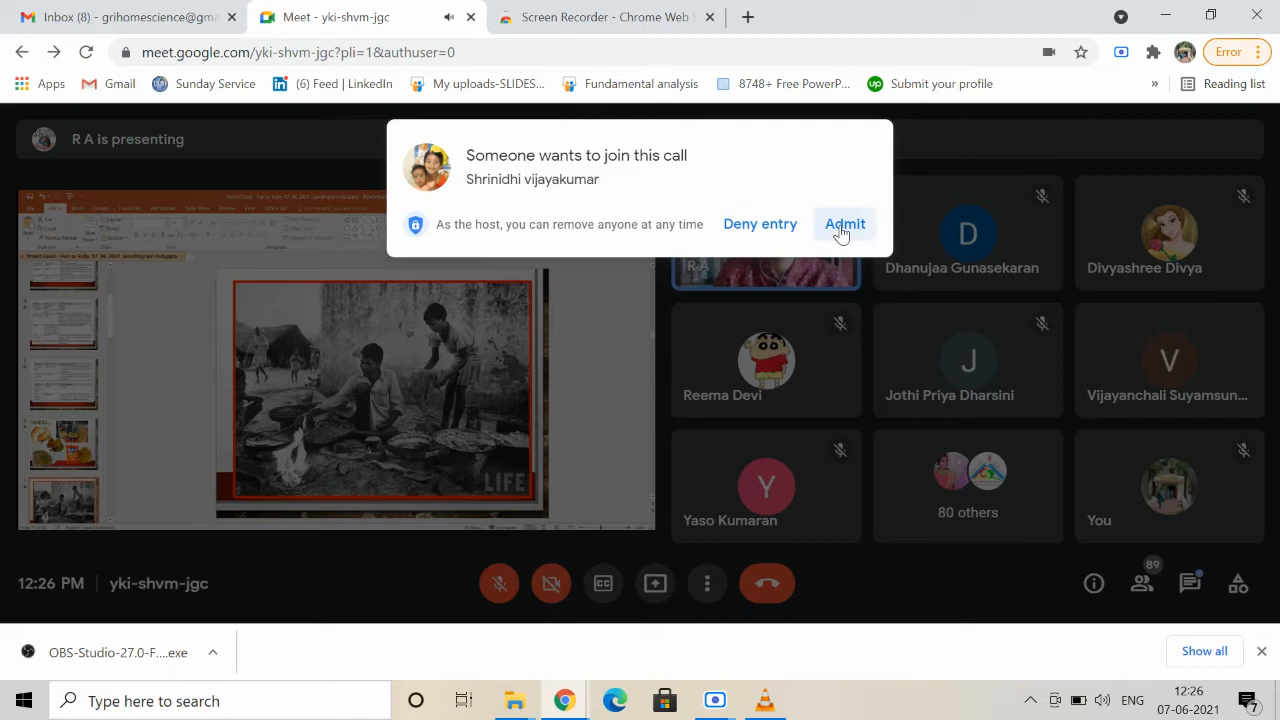 Inbox (8) - grihomescience@gma
Meet - yki-shvm-jgc
Screen Recorder - Chrome Web S
meet.google.com/yki-shvm-jgc?pli=1&authuser=0
Error
Apps
Gmail
Sunday Service
(6) Feed | LinkedIn
My uploads-SLIDES...
Fundamental analysis
8748+ Free PowerP...
Submit your profile
»
Reading list
R A is presenting
Someone wants to join this call
Shrinidhi vijayakumar
As the host, you can remove anyone at any time
Deny entry
Admit
R A
D
Dhanujaa Gunasekaran
Divyashree Divya
Reema Devi
J
Jothi Priya Dharsini
V
Vijayanchali Suyamsun...
Y
Yaso Kumaran
80 others
You
LIFE
12:26 PM | yki-shvm-jgc
89
OBS-Studio-27.0-F....exe
Show all
Type here to search
ENG
12:26
07-06-2021
7